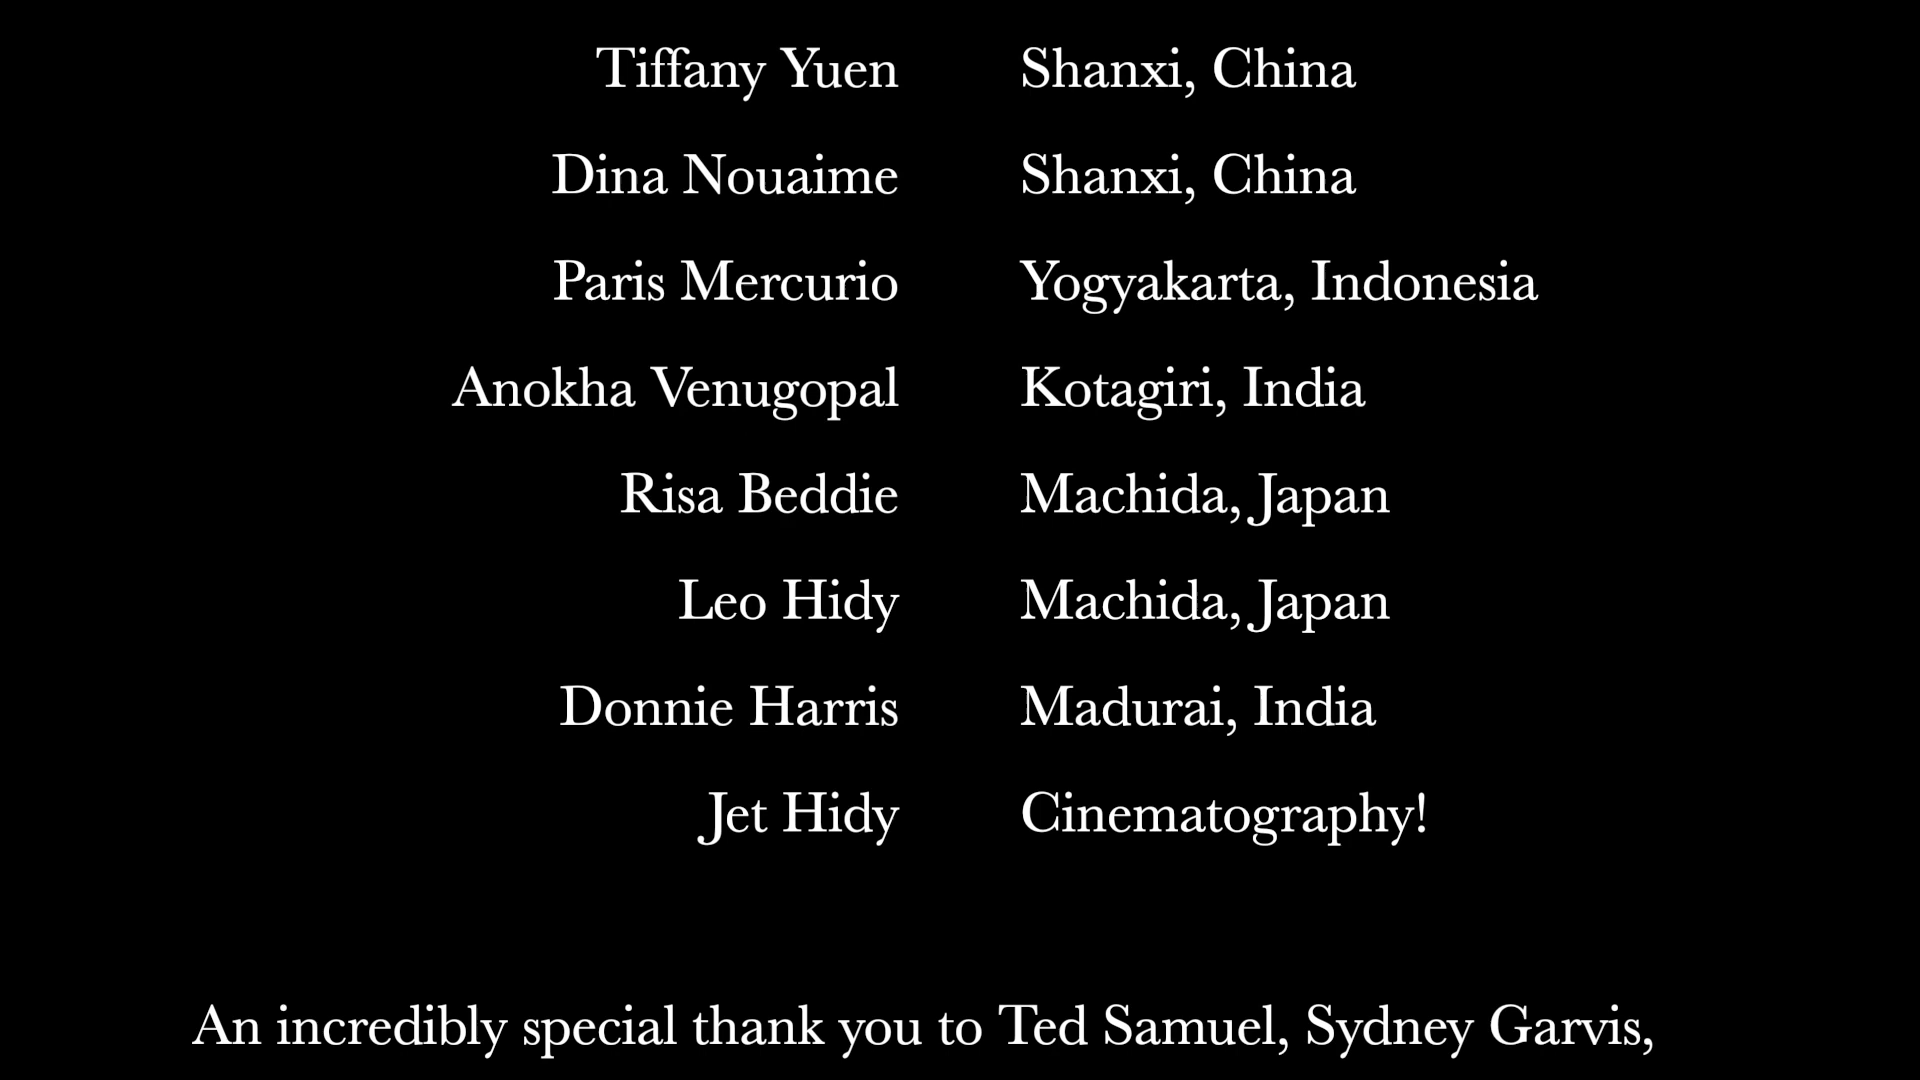 Tiffany Yuen Shanxi, China
Dina Nouaime Shanxi, China
Paris Mercurio Yogyakarta, Indonesia
Anokha Venugopal Kotagiri, India
Risa Beddie Machida, Japan
Leo Hidy Machida, Japan
Donnie Harris Madurai, India
Jet Hidy Cinematography!
An incredibly special thank you to Ted Samuel, Sydney Garvis,